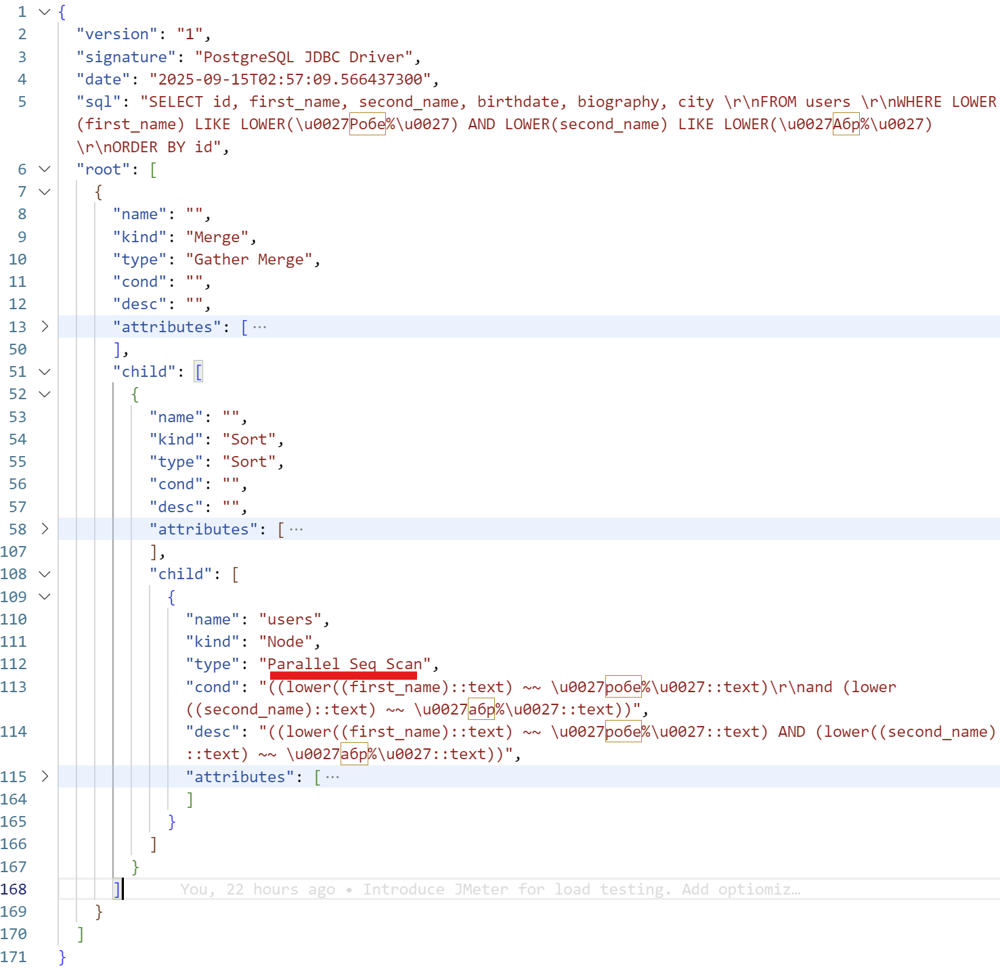 1 {
2 "version": "1",
3 "signature": "PostgreSQL JDBC Driver",
4 "date": "2025-09-15T02:57:09.566437300",
5 "sql": "SELECT id, first_name, second_name, birthdate, biography, city \r\nFROM users \r\nWHERE LOWER
(first_name) LIKE LOWER(\u0027Робе%\u0027) AND LOWER(second_name) LIKE LOWER(\u0027Абр%\u0027)
\r\nORDER BY id",
6 "root": [
7 {
8 "name": "",
9 "kind": "Merge",
10 "type": "Gather Merge",
11 "cond": "",
12 "desc": "",
13 "attributes": [ ...
50 ],
51 "child": [
52 {
53 "name": "",
54 "kind": "Sort",
55 "type": "Sort",
56 "cond": "",
57 "desc": "",
58 "attributes": [ ...
107 ],
108 "child": [
109 {
110 "name": "users",
111 "kind": "Node",
112 "type": "Parallel Seq Scan",
113 "cond": "((lower((first_name)::text) ~~ \u0027робе%\u0027::text)\r\nand (lower
((second_name)::text) ~~ \u0027абр%\u0027::text))",
114 "desc": "((lower((first_name)::text) ~~ \u0027робе%\u0027::text) AND (lower((second_name)
::text) ~~ \u0027абр%\u0027::text))",
115 "attributes": [ ...
164 ]
165 }
166 ]
167 }
168 ] You, 22 hours ago • Introduce JMeter for load testing. Add optiomiz…
169 }
170 ]
171 }